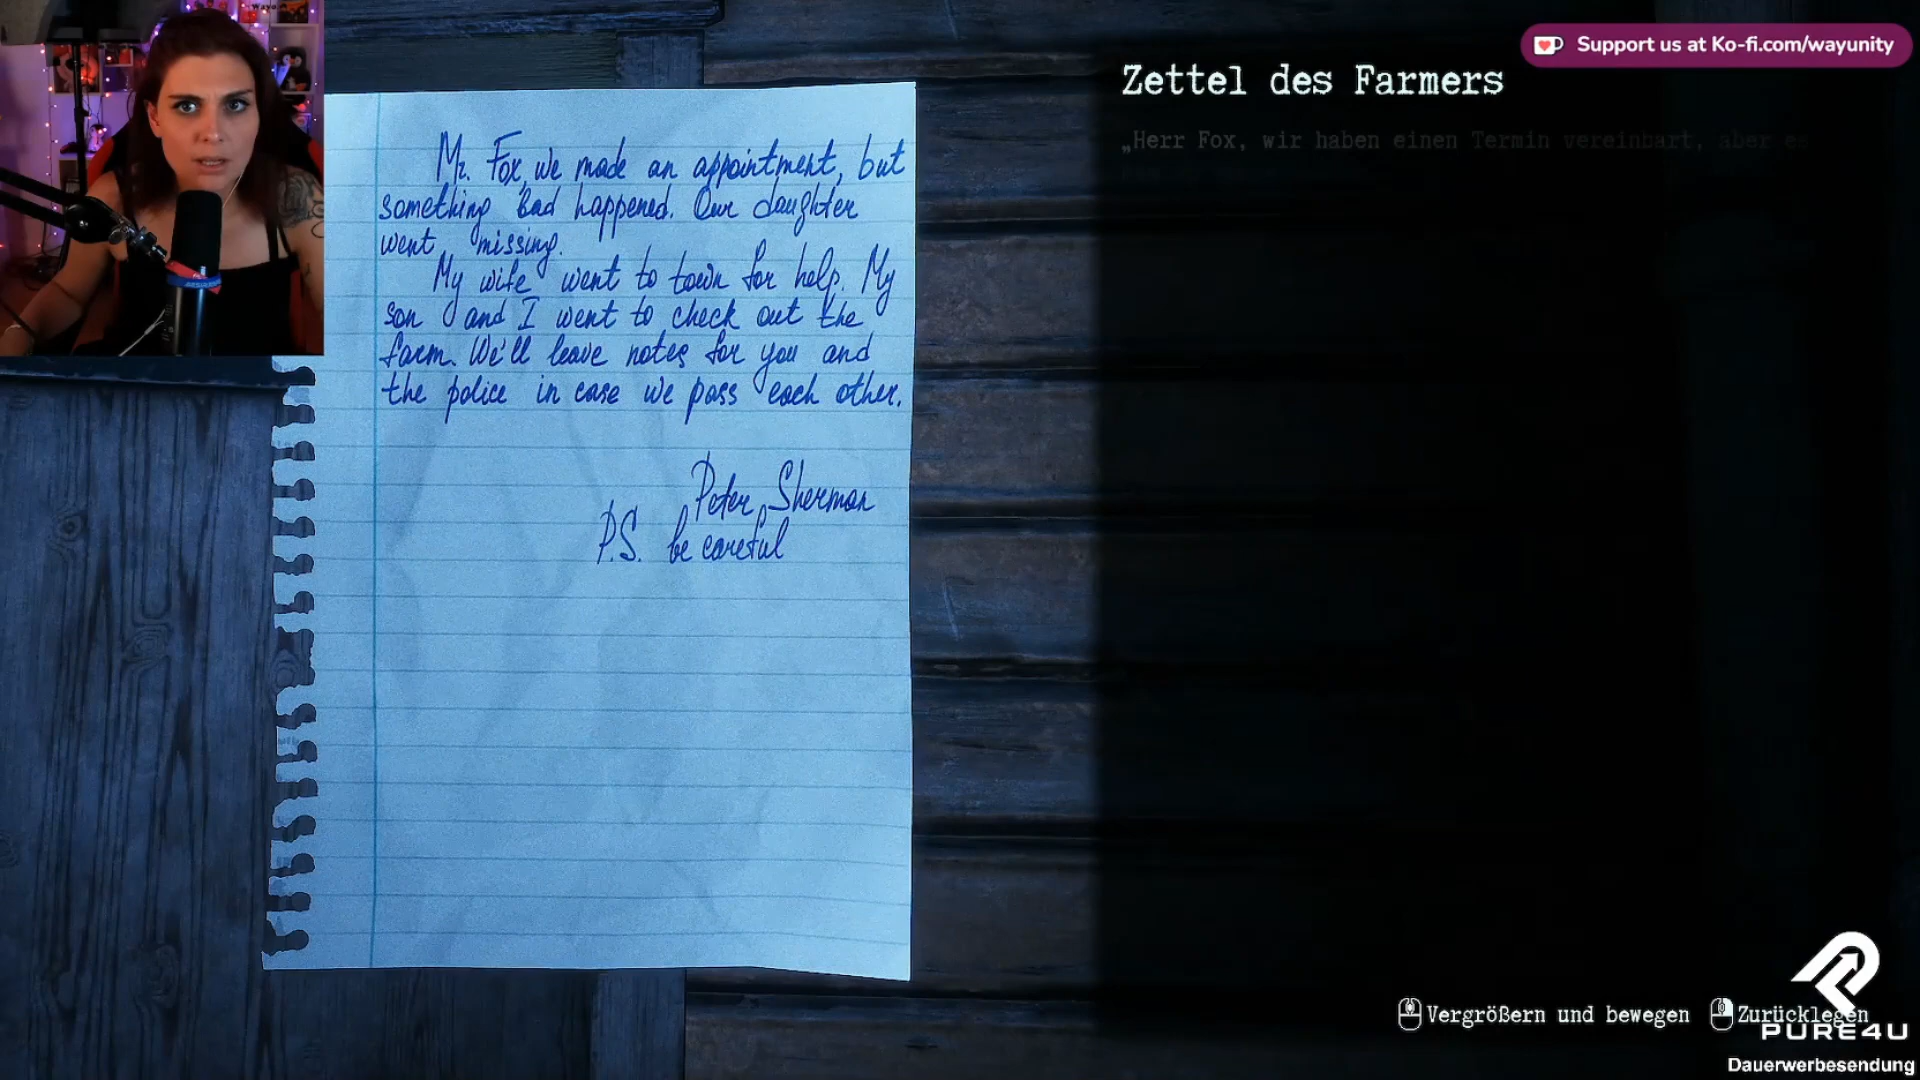 Support us at Ko-fi.com/wayunity
Zettel des Farmers
„Herr Fox, wir haben einen Termin vereinbart, aber es
Mr. Fox, we made an appointment, but
something bad happened. Our daughter
went missing.
My wife went to town for help. My
son and I went to check out the
farm. We'll leave notes for you and
the police in case we pass each other.
Peter Sherman
P.S. be careful
Vergrößern und bewegen
Zurücklegen
PURE4U
Dauerwerbesendung